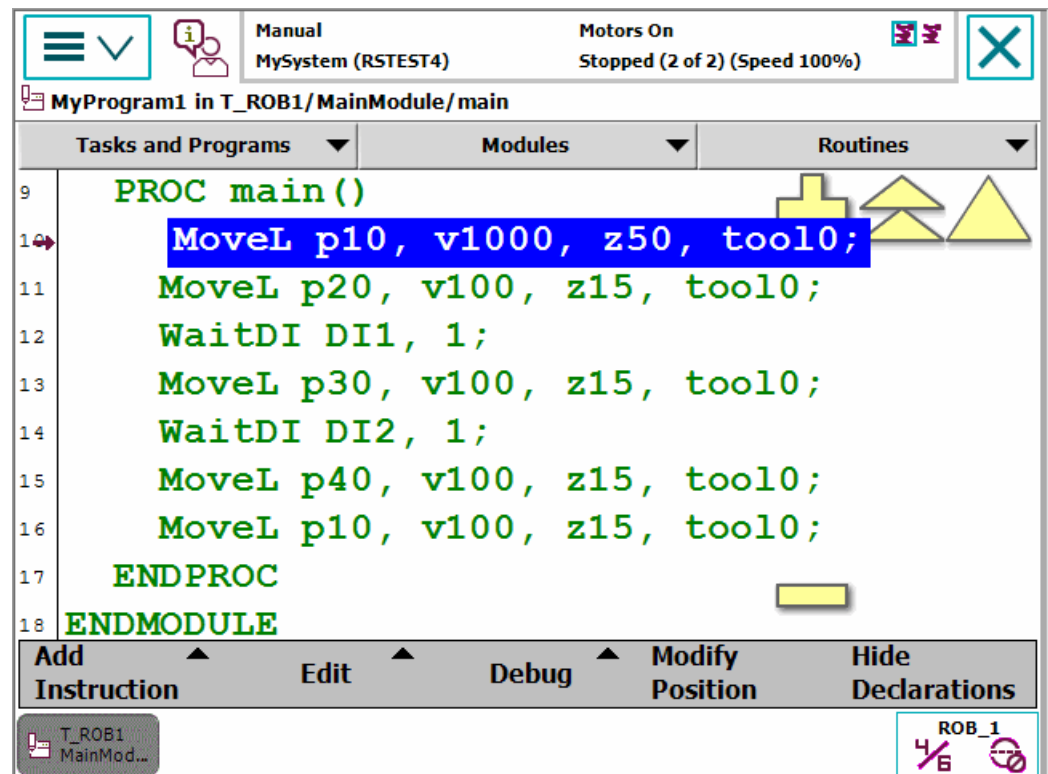 Manual Motors On
MySystem (RSTEST4) Stopped (2 of 2) (Speed 100%)
MyProgram1 in T_ROB1/MainModule/main
Tasks and Programs Modules Routines
9 PROC main()
10 MoveL p10, v1000, z50, tool0;
11 MoveL p20, v100, z15, tool0;
12 WaitDI DI1, 1;
13 MoveL p30, v100, z15, tool0;
14 WaitDI DI2, 1;
15 MoveL p40, v100, z15, tool0;
16 MoveL p10, v100, z15, tool0;
17 ENDPROC
18 ENDMODULE
Add Instruction Edit Debug Modify Position Hide Declarations
T_ROB1
MainMod...
ROB_1
4/6